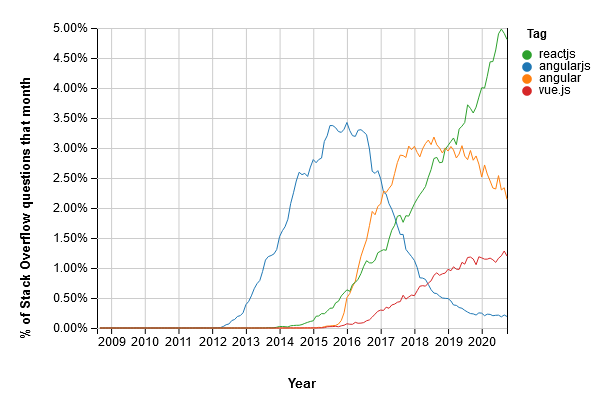 % of Stack Overflow questions that month
5.00%
4.50%
4.00%
3.50%
3.00%
2.50%
2.00%
1.50%
1.00%
0.50%
0.00%
2009 2010 2011 2012 2013 2014 2015 2016 2017 2018 2019 2020
Year
Tag
reactjs
angularjs
angular
vue.js